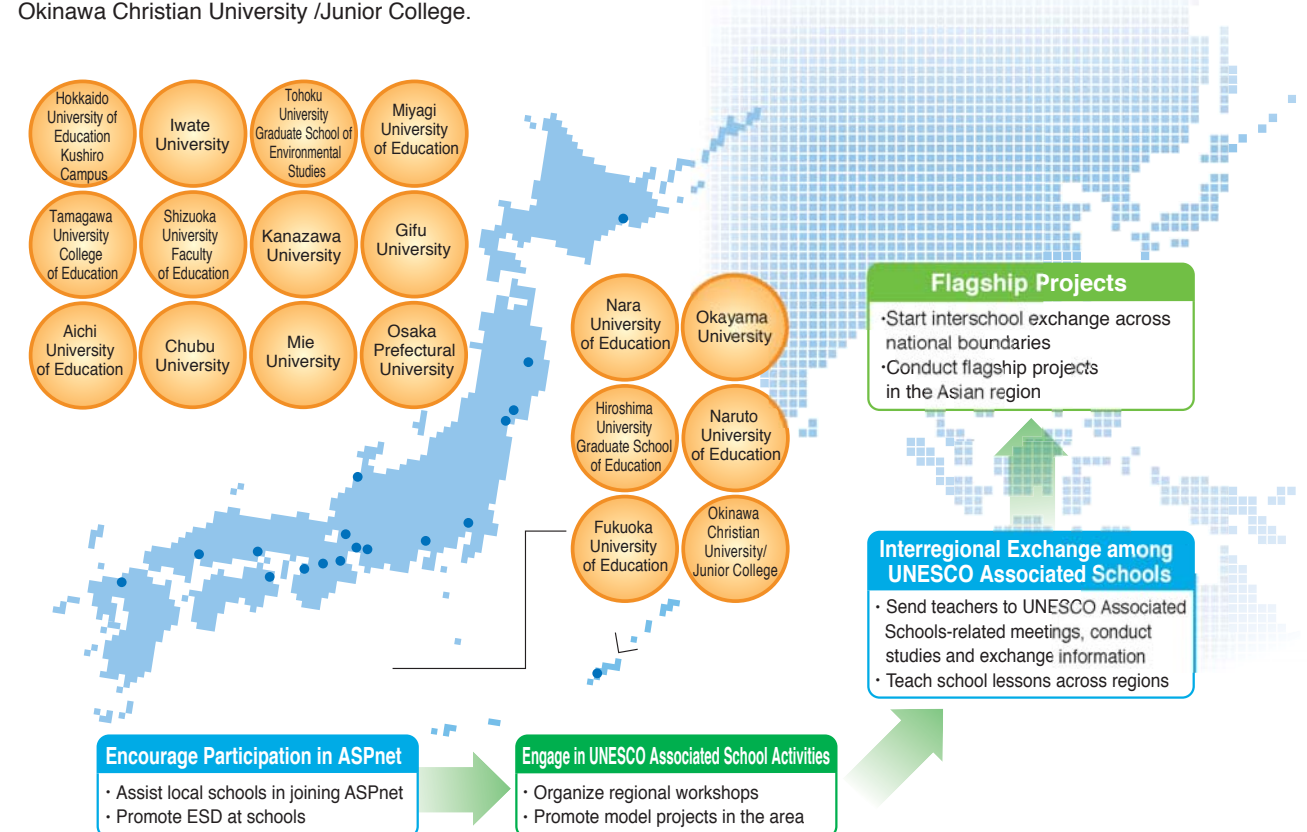 Okinawa Christian University /Junior College.
Hokkaido
University of
Education
Kushiro
Campus
Iwate
University
Tohoku
University
Graduate School of
Environmental
Studies
Miyagi
University
of Education
Tamagawa
University
College
of Education
Shizuoka
University
Faculty
of Education
Kanazawa
University
Gifu
University
Aichi
University
of Education
Chubu
University
Mie
University
Osaka
Prefectural
University
Nara
University
of Education
Okayama
University
Hiroshima
University
Graduate School
of Education
Naruto
University
of Education
Fukuoka
University
of Education
Okinawa
Christian
University/
Junior College
Flagship Projects
・Start interschool exchange across
national boundaries
・Conduct flagship projects
in the Asian region
Interregional Exchange among
UNESCO Associated Schools
・Send teachers to UNESCO Associated
Schools-related meetings, conduct
studies and exchange information
・Teach school lessons across regions
Encourage Participation in ASPnet
・Assist local schools in joining ASPnet
・Promote ESD at schools
Engage in UNESCO Associated School Activities
・Organize regional workshops
・Promote model projects in the area